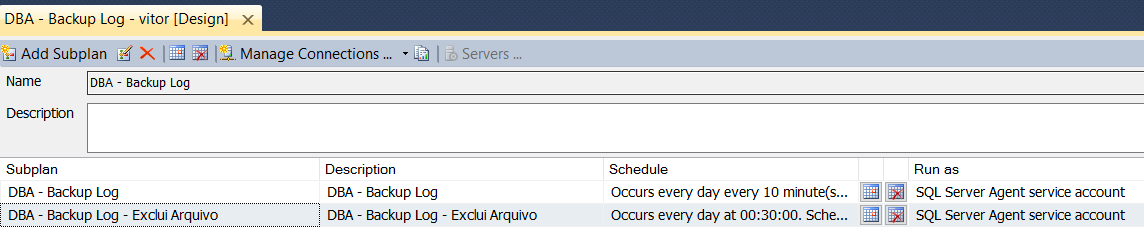 DBA - Backup Log - vitor [Design]
Add Subplan Manage Connections ... Servers ...
Name DBA - Backup Log
Description
Subplan Description Schedule Run as
DBA - Backup Log DBA - Backup Log Occurs every day every 10 minute(s... SQL Server Agent service account
DBA - Backup Log - Exclui Arquivo DBA - Backup Log - Exclui Arquivo Occurs every day at 00:30:00. Sche... SQL Server Agent service account